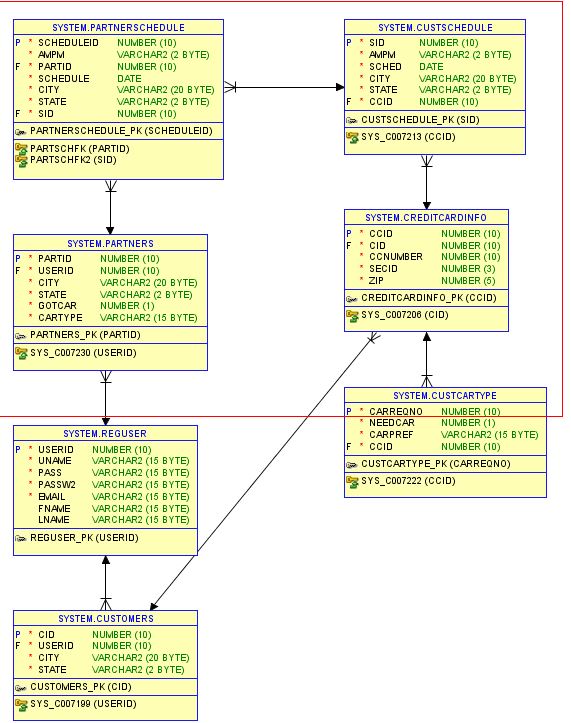 SYSTEM.PARTNERSCHEDULE
P * SCHEDULEID NUMBER (10)
* AMPM VARCHAR2 (2 BYTE)
F * PARTID NUMBER (10)
* SCHEDULE DATE
* CITY VARCHAR2 (20 BYTE)
* STATE VARCHAR2 (2 BYTE)
F * SID NUMBER (10)
PARTNERSCHEDULE_PK (SCHEDULEID)
PARTSCHFK (PARTID)
PARTSCHFK2 (SID)
SYSTEM.CUSTSCHEDULE
P * SID NUMBER (10)
* AMPM VARCHAR2 (2 BYTE)
* SCHED DATE
* CITY VARCHAR2 (20 BYTE)
* STATE VARCHAR2 (2 BYTE)
F * CCID NUMBER (10)
CUSTSCHEDULE_PK (SID)
SYS_C007213 (CCID)
SYSTEM.PARTNERS
P * PARTID NUMBER (10)
F * USERID NUMBER (10)
* CITY VARCHAR2 (20 BYTE)
* STATE VARCHAR2 (2 BYTE)
* GOTCAR NUMBER (1)
* CARTYPE VARCHAR2 (15 BYTE)
PARTNERS_PK (PARTID)
SYS_C007230 (USERID)
SYSTEM.CREDITCARDINFO
P * CCID NUMBER (10)
F * CID NUMBER (10)
* CCNUMBER NUMBER (10)
* SECID NUMBER (3)
* ZIP NUMBER (5)
CREDITCARDINFO_PK (CCID)
SYS_C007206 (CID)
SYSTEM.CUSTCARTYPE
P * CARREQNO NUMBER (10)
* NEEDCAR NUMBER (1)
* CARPREF VARCHAR2 (15 BYTE)
F * CCID NUMBER (10)
CUSTCARTYPE_PK (CARREQNO)
SYS_C007222 (CCID)
SYSTEM.REGUSER
P * USERID NUMBER (10)
* UNAME VARCHAR2 (15 BYTE)
* PASS VARCHAR2 (15 BYTE)
* PASSW2 VARCHAR2 (15 BYTE)
* EMAIL VARCHAR2 (15 BYTE)
FNAME VARCHAR2 (15 BYTE)
LNAME VARCHAR2 (15 BYTE)
REGUSER_PK (USERID)
SYSTEM.CUSTOMERS
P * CID NUMBER (10)
F * USERID NUMBER (10)
* CITY VARCHAR2 (20 BYTE)
* STATE VARCHAR2 (2 BYTE)
CUSTOMERS_PK (CID)
SYS_C007199 (USERID)